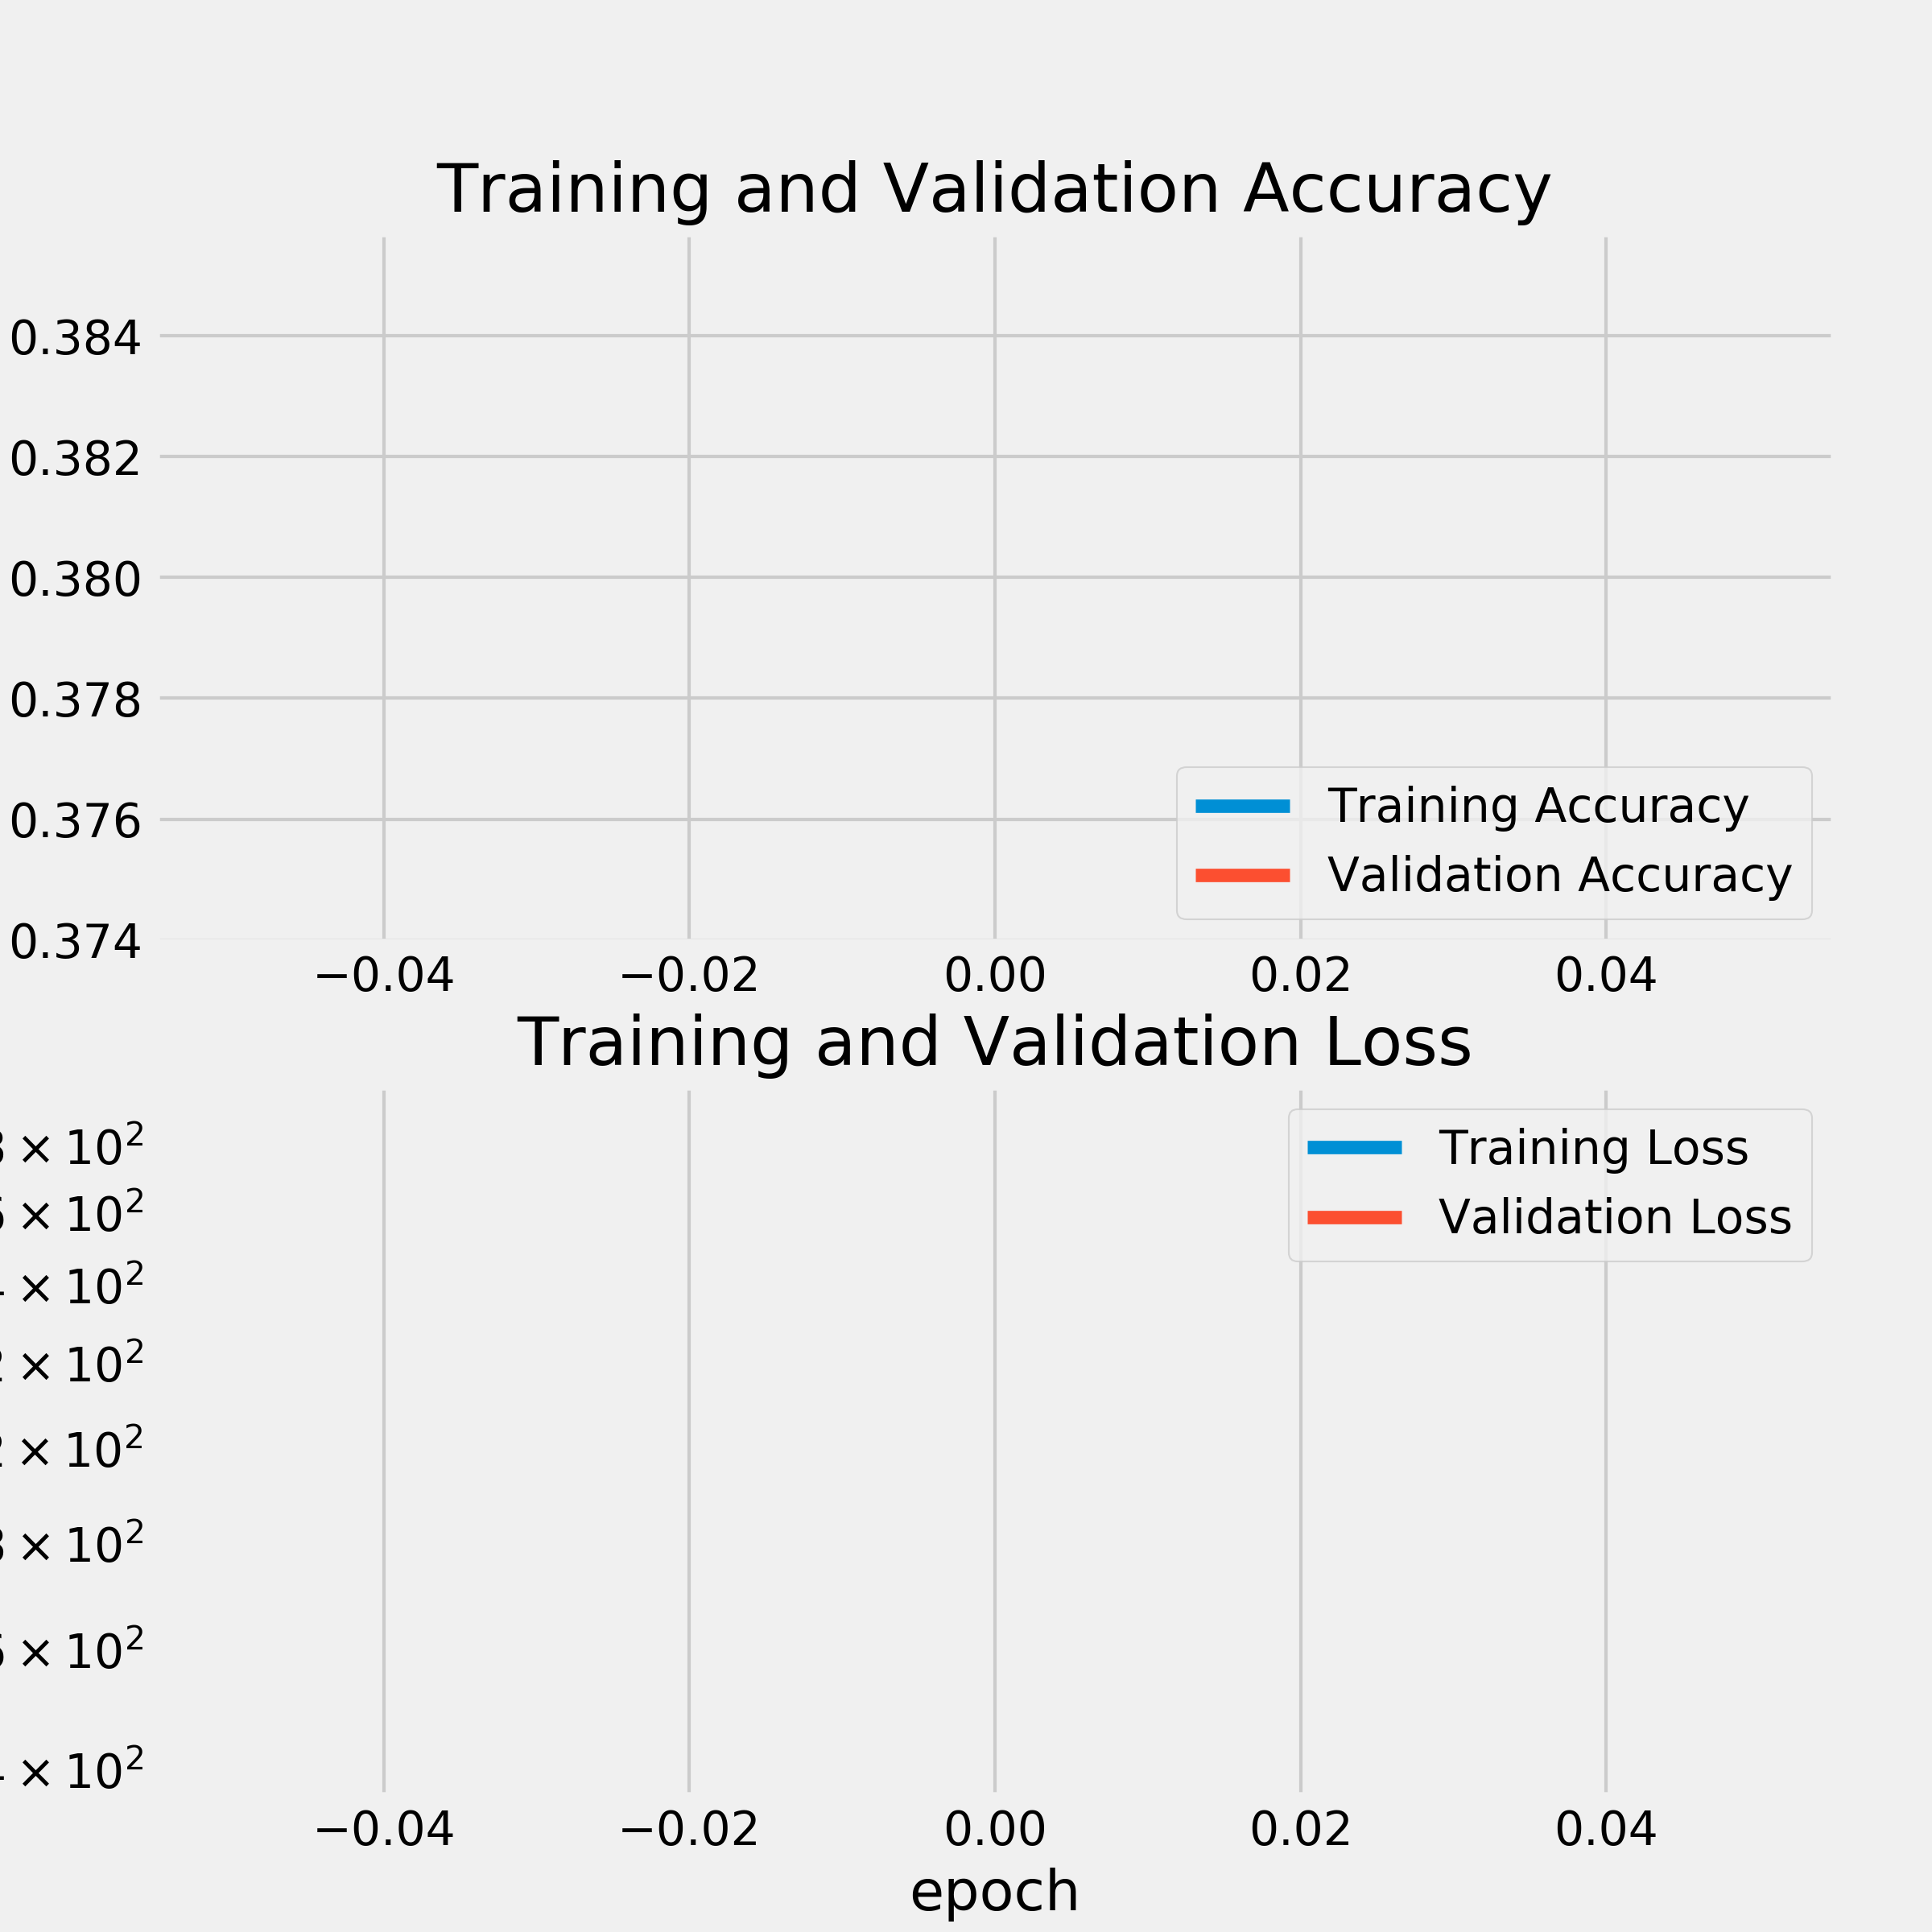 Training and Validation Accuracy
0.384
0.382
0.380
0.378
0.376
0.374
Training Accuracy
Validation Accuracy
−0.04 −0.02 0.00 0.02 0.04
Training and Validation Loss
× 10²
× 10²
× 10²
× 10²
× 10²
× 10²
× 10²
× 10²
Training Loss
Validation Loss
−0.04 −0.02 0.00 0.02 0.04
epoch